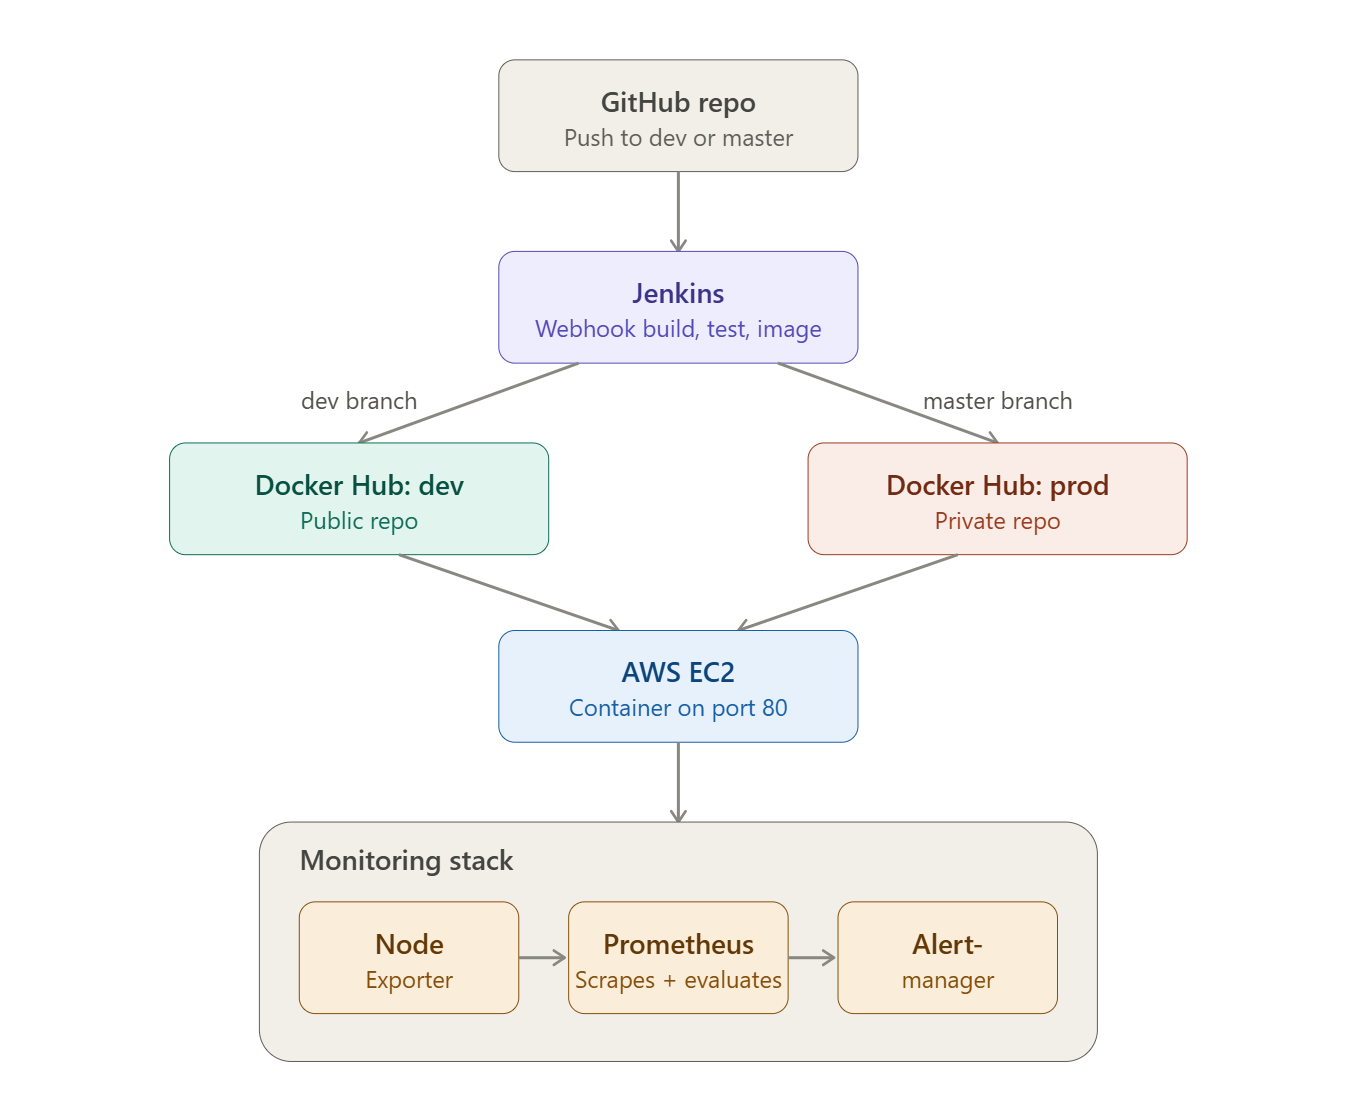 GitHub repo
Push to dev or master
Jenkins
Webhook build, test, image
dev branch
master branch
Docker Hub: dev
Public repo
Docker Hub: prod
Private repo
AWS EC2
Container on port 80
Monitoring stack
Node
Exporter
Prometheus
Scrapes + evaluates
Alert-
manager